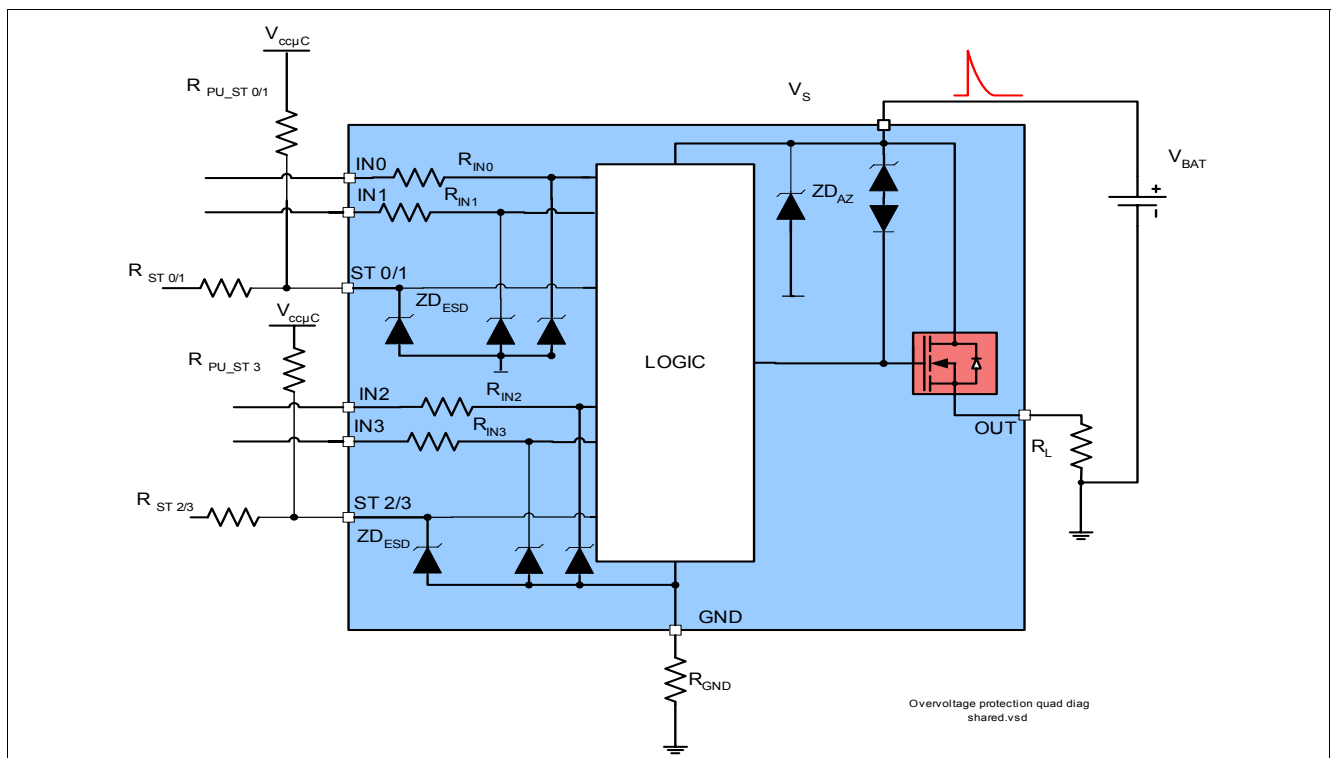 VccµC
R PU_ST 0/1
VS
VBAT
+
-
IN0
RIN0
IN1
RIN1
ZDAZ
R ST 0/1
ST 0/1
ZDESD
VccµC
R PU_ST 3
LOGIC
IN2
RIN2
IN3
RIN3
OUT
RL
R ST 2/3
ST 2/3
ZDESD
GND
RGND
Overvoltage protection quad diag
shared.vsd